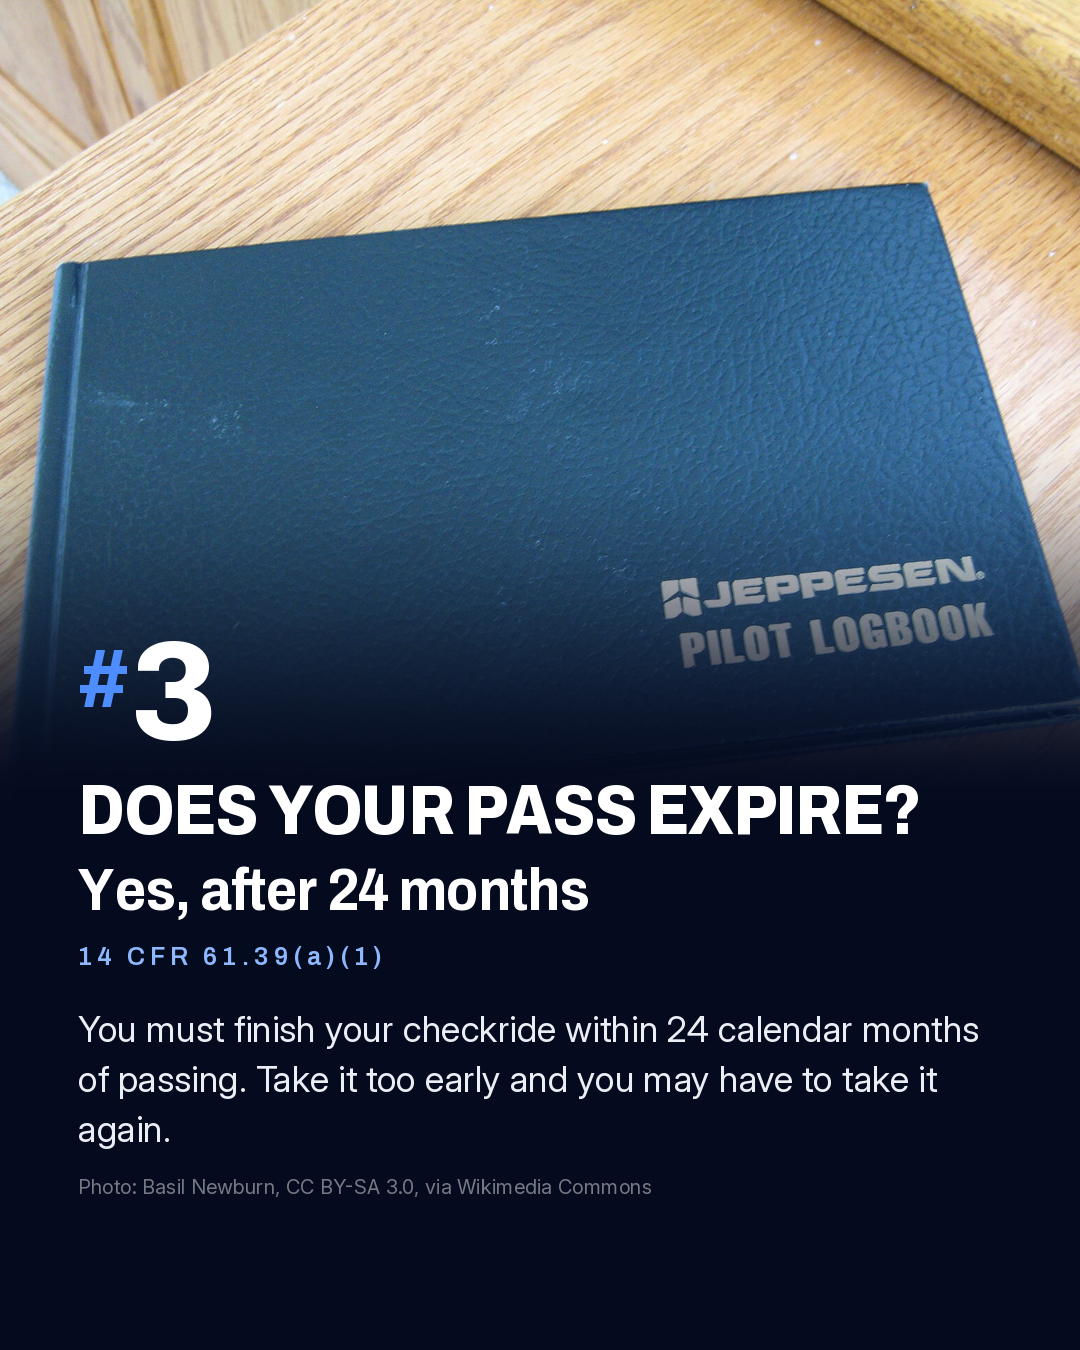 JEPPESEN®
PILOT LOGBOOK
#3
DOES YOUR PASS EXPIRE?
Yes, after 24 months
14 CFR 61.39(a)(1)
You must finish your checkride within 24 calendar months
of passing. Take it too early and you may have to take it
again.
Photo: Basil Newburn, CC BY-SA 3.0, via Wikimedia Commons